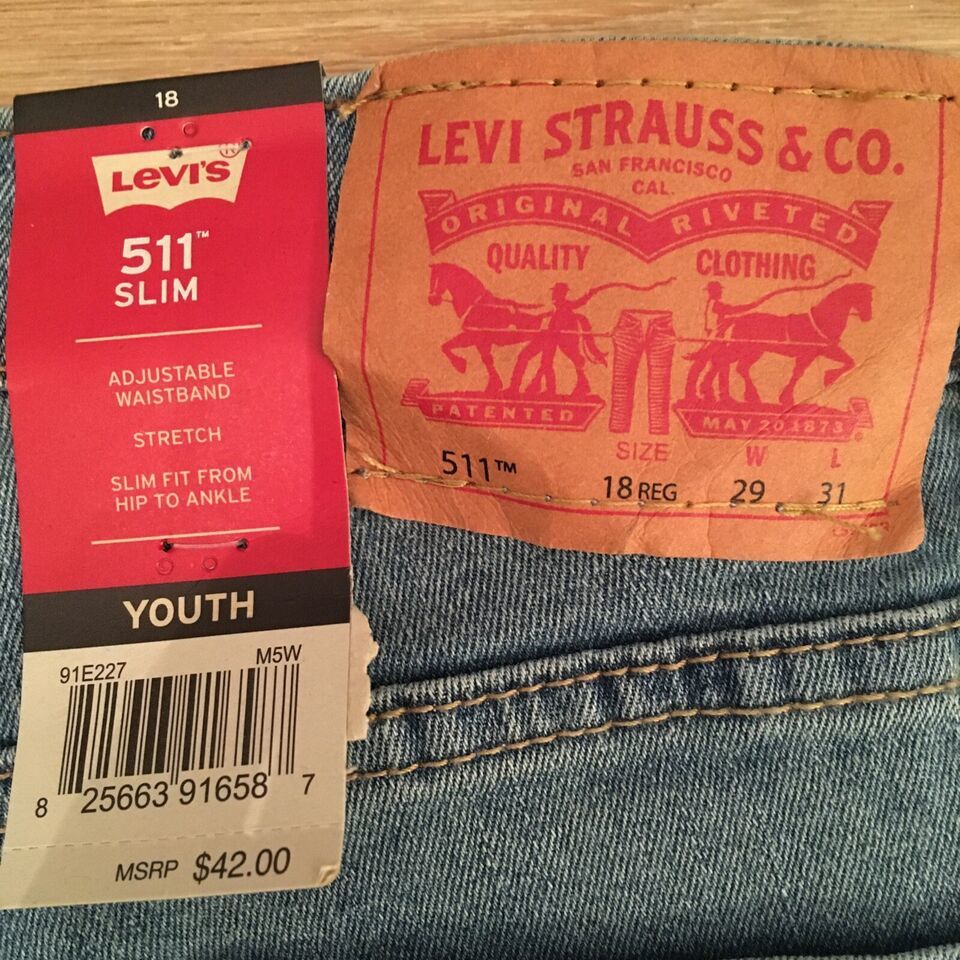 18
LEVI'S ®
511™
SLIM
ADJUSTABLE
WAISTBAND
STRETCH
SLIM FIT FROM
HIP TO ANKLE
YOUTH
91E227 M5W
8 25663 91658 7
MSRP $42.00
LEVI STRAUSS & CO.
SAN FRANCISCO
CAL.
ORIGINAL RIVETED
QUALITY CLOTHING
PATENTED MAY 20 1873 ®
SIZE W L
511™ 18 REG 29 31